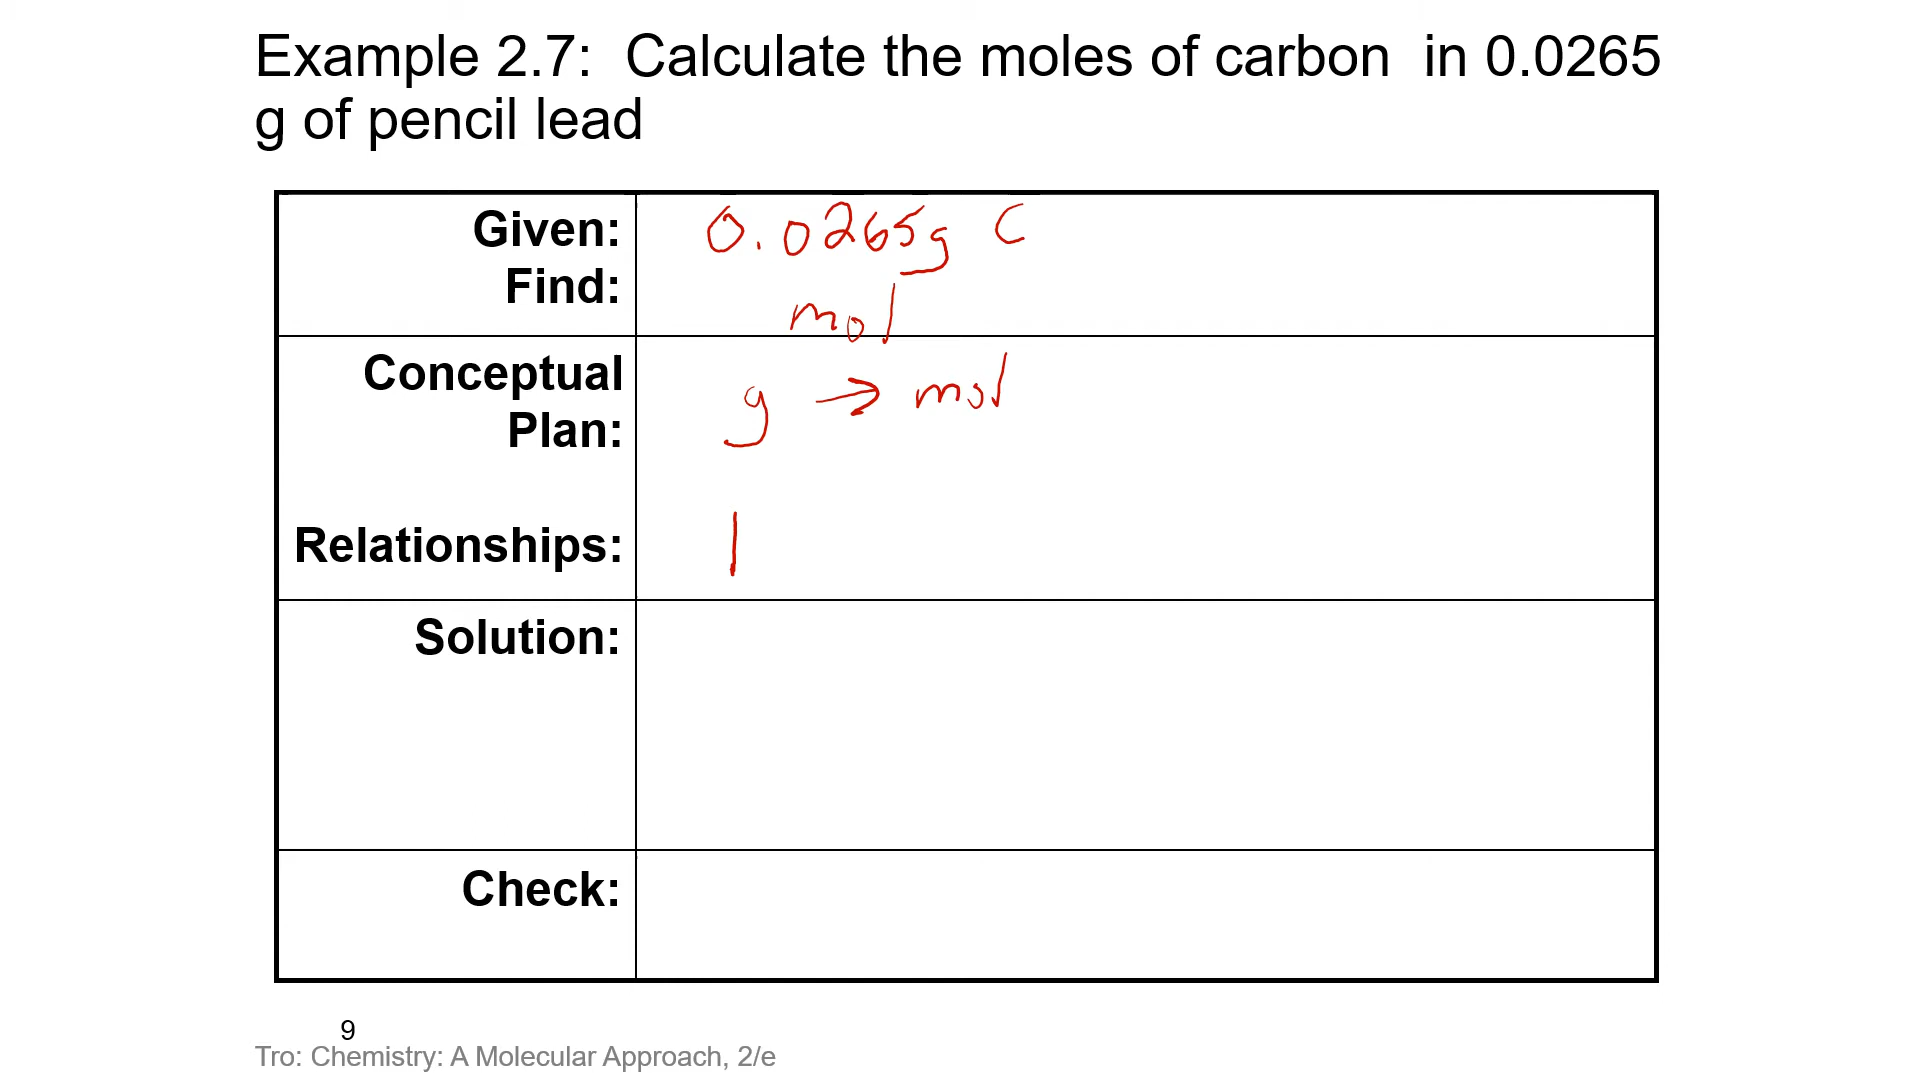 Example 2.7: Calculate the moles of carbon in 0.0265
g of pencil lead
Given: 0.0265g C
Find: mol
Conceptual
Plan: g → mol
Relationships: 1
Solution:
Check:
9
Tro: Chemistry: A Molecular Approach, 2/e